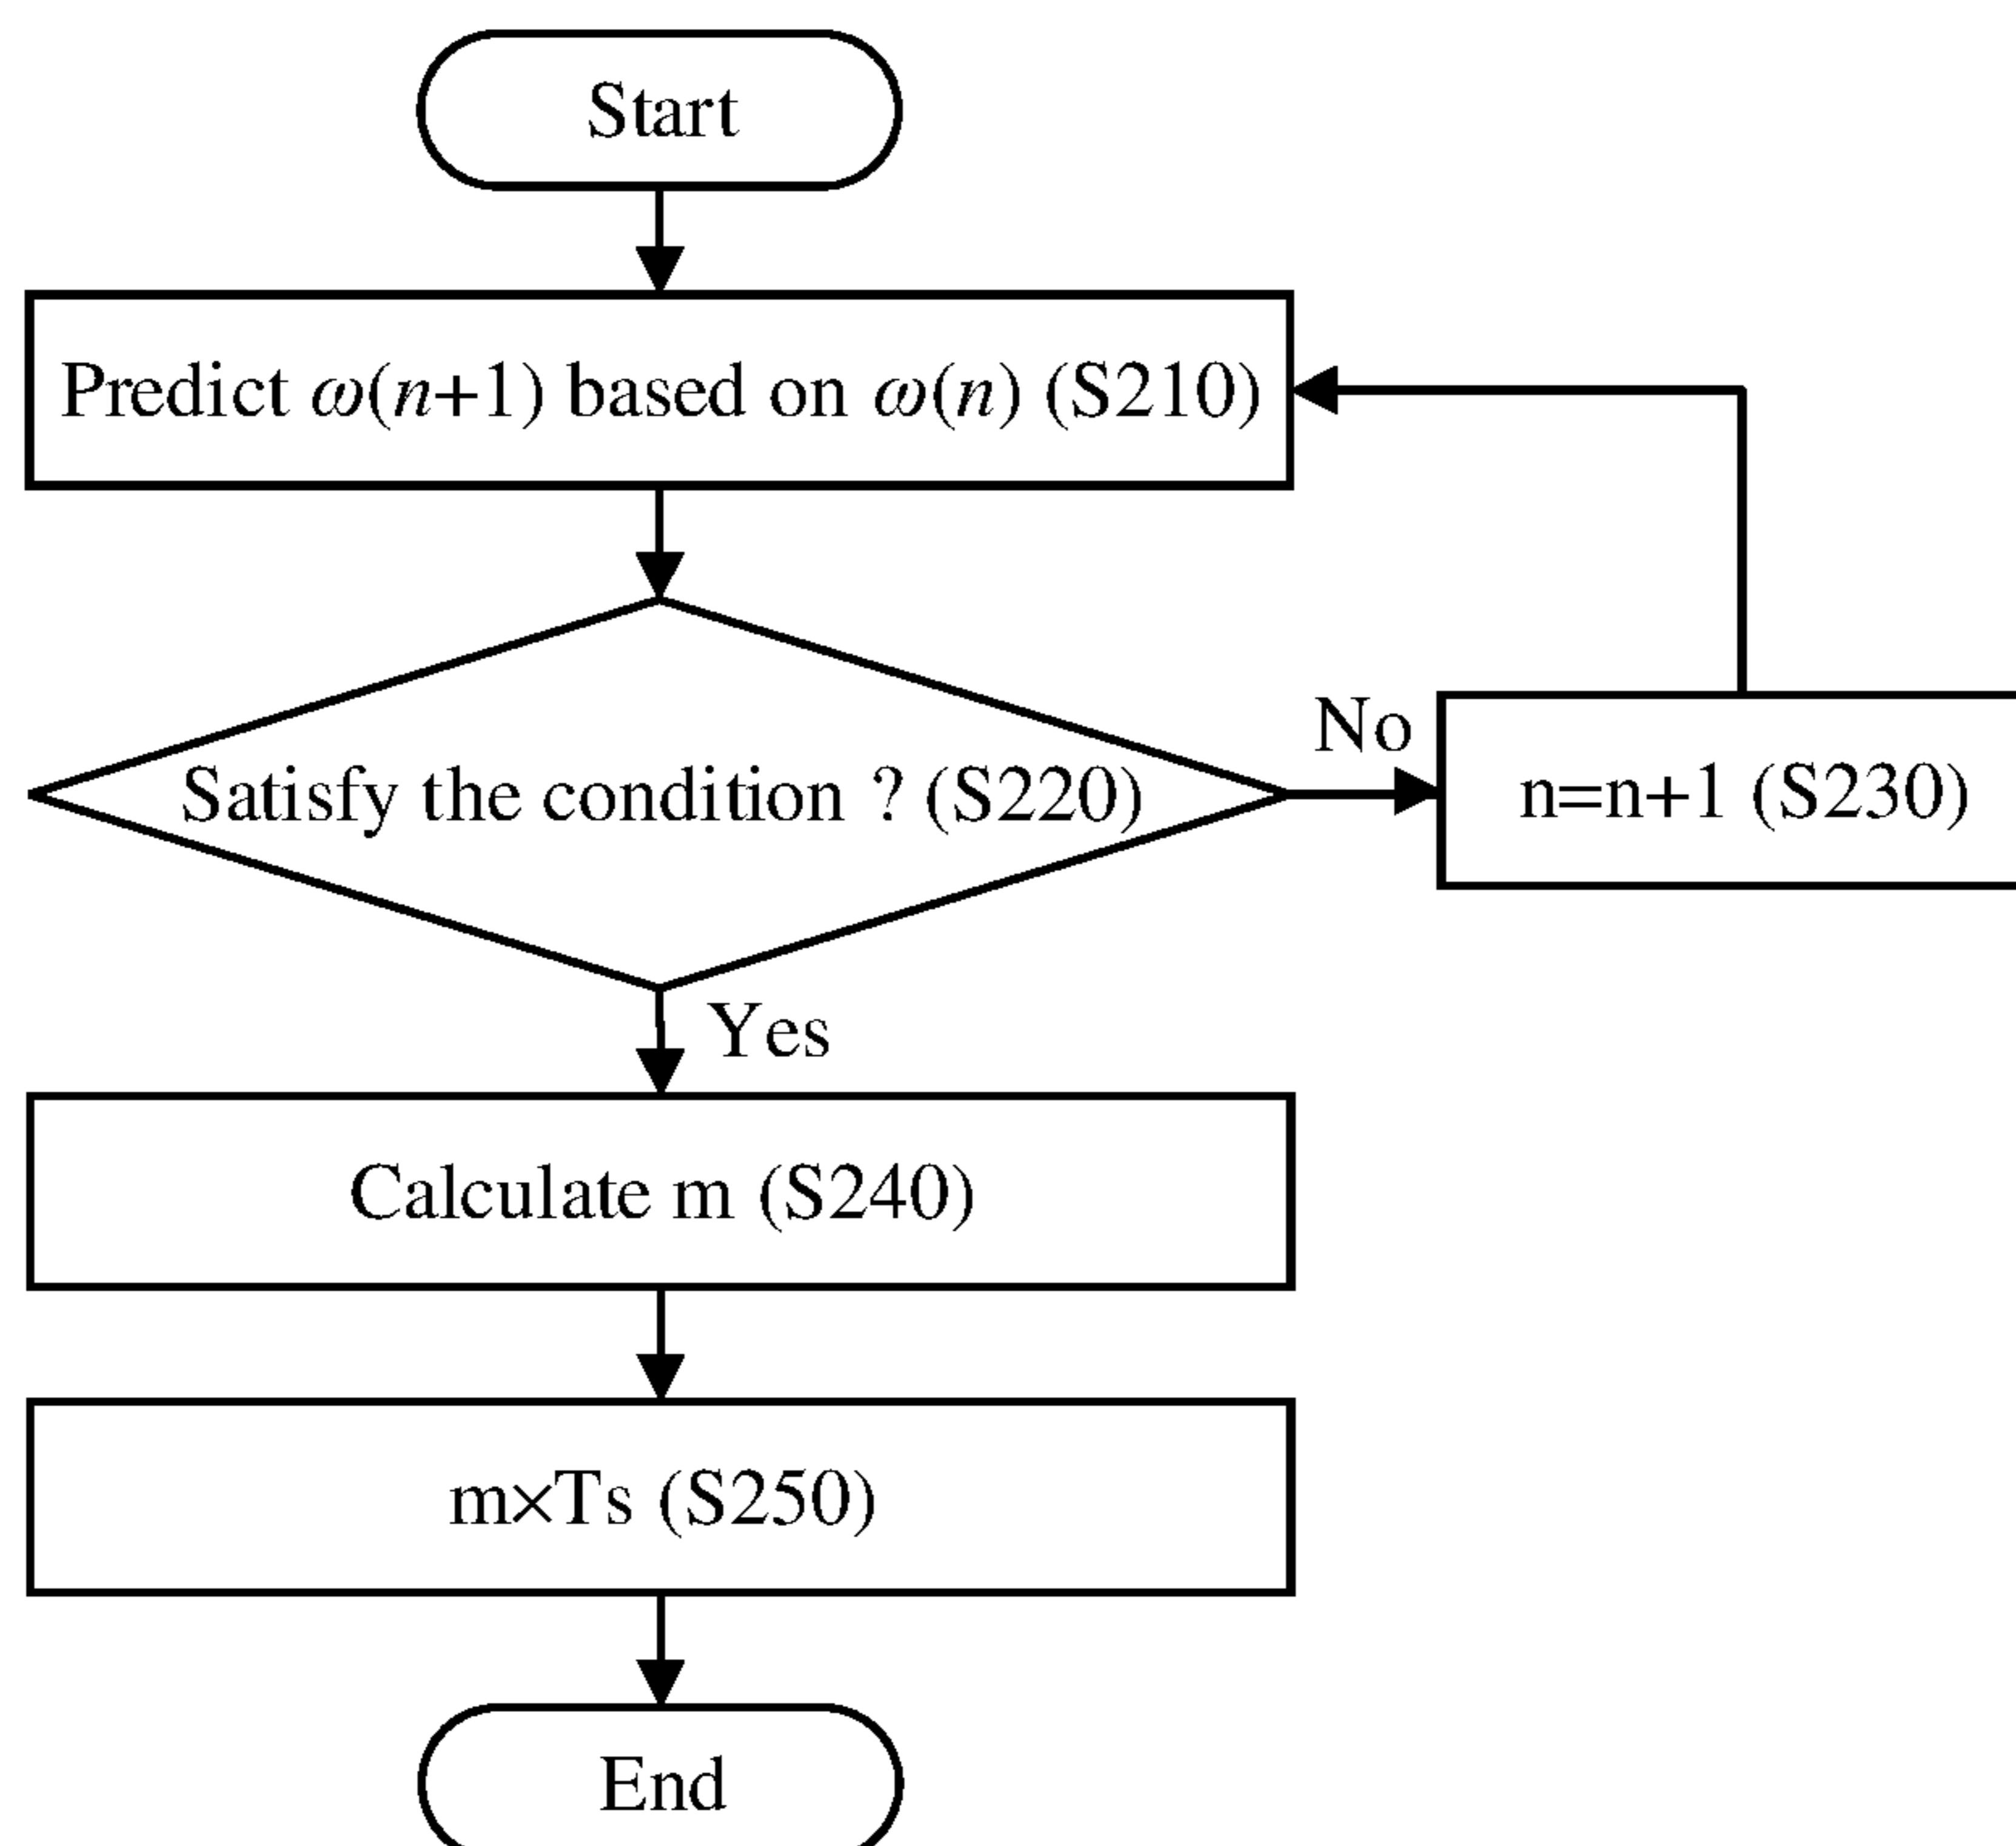 Start
Predict ω(n+1) based on ω(n) (S210)
Satisfy the condition ? (S220)
No
n=n+1 (S230)
Yes
Calculate m (S240)
m×Ts (S250)
End